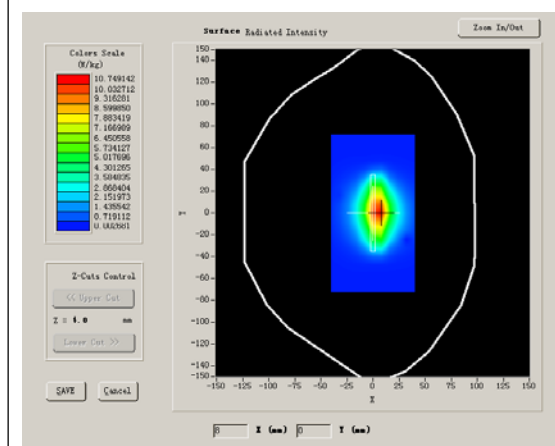 Surface Radiated Intensity
Zoom In/Out
Colors Scale
(W/kg)
10.749142
10.032712
9.316281
8.599850
7.883419
7.166989
6.450558
5.734127
5.017696
4.301265
3.584835
2.868404
2.151973
1.435542
0.719112
0.002681
150
140
120
100
80
60
40
20
0
-20
-40
-60
-80
-100
-120
-140
-150
Y
-150 -125 -100 -75 -50 -25 0 25 50 75 100 125 150
X
Z-Cuts Control
<< Upper Cut
Z = 4.0 mm
Lower Cut >>
SAVE
Cancel
8 X (mm) 0 Y (mm)